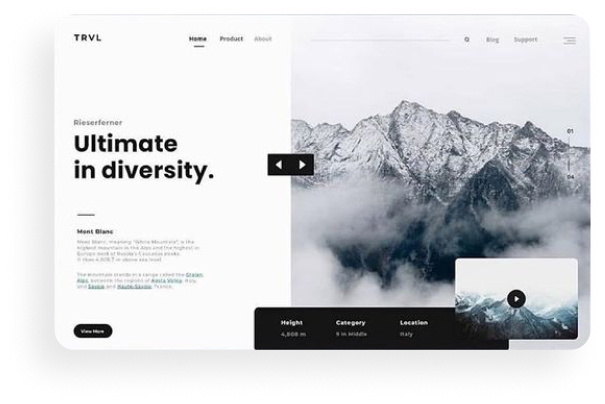 TRVL
Home Product About
Blog Support
Rieserferner
Ultimate
in diversity.
01
04
Mont Blanc
Mont Blanc, meaning "White Mountain", is the
highest mountain in the Alps and the highest in
Europe west of Russia's Caucasus peaks.
It rises 4,808.7 m above sea level
The mountain stands in a range called the Graian
Alps, between the regions of Aosta Valley, Italy,
and Savoie and Haute-Savoie, France.
View More
Height Category Location
4,808 m 9 in Middle Italy